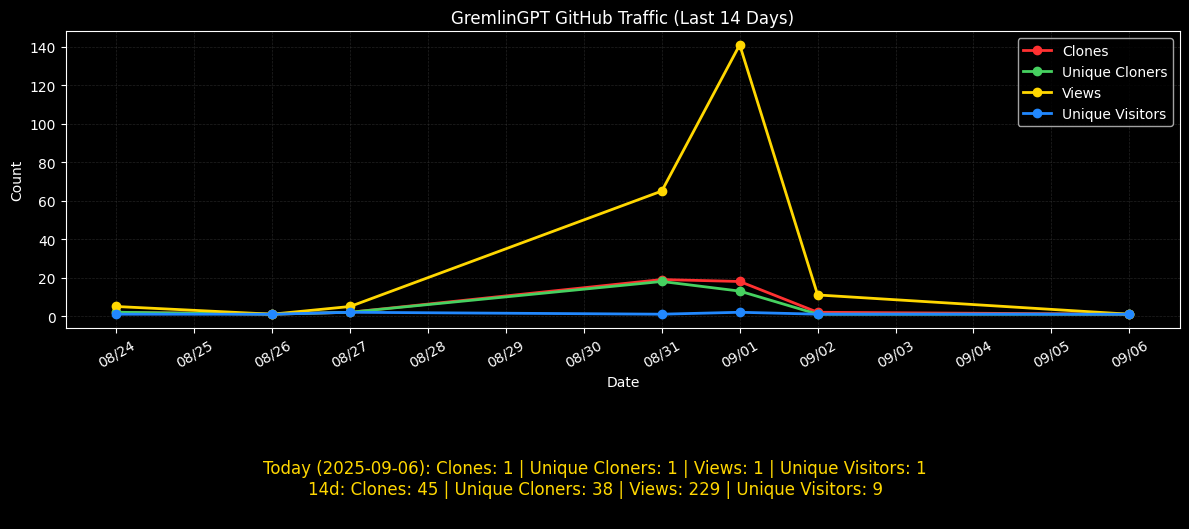 GremlinGPT GitHub Traffic (Last 14 Days)
Clones
Unique Cloners
Views
Unique Visitors
Count
140
120
100
80
60
40
20
0
08/24
08/25
08/26
08/27
08/28
08/29
08/30
08/31
09/01
09/02
09/03
09/04
09/05
09/06
Date
Today (2025-09-06): Clones: 1 | Unique Cloners: 1 | Views: 1 | Unique Visitors: 1
14d: Clones: 45 | Unique Cloners: 38 | Views: 229 | Unique Visitors: 9